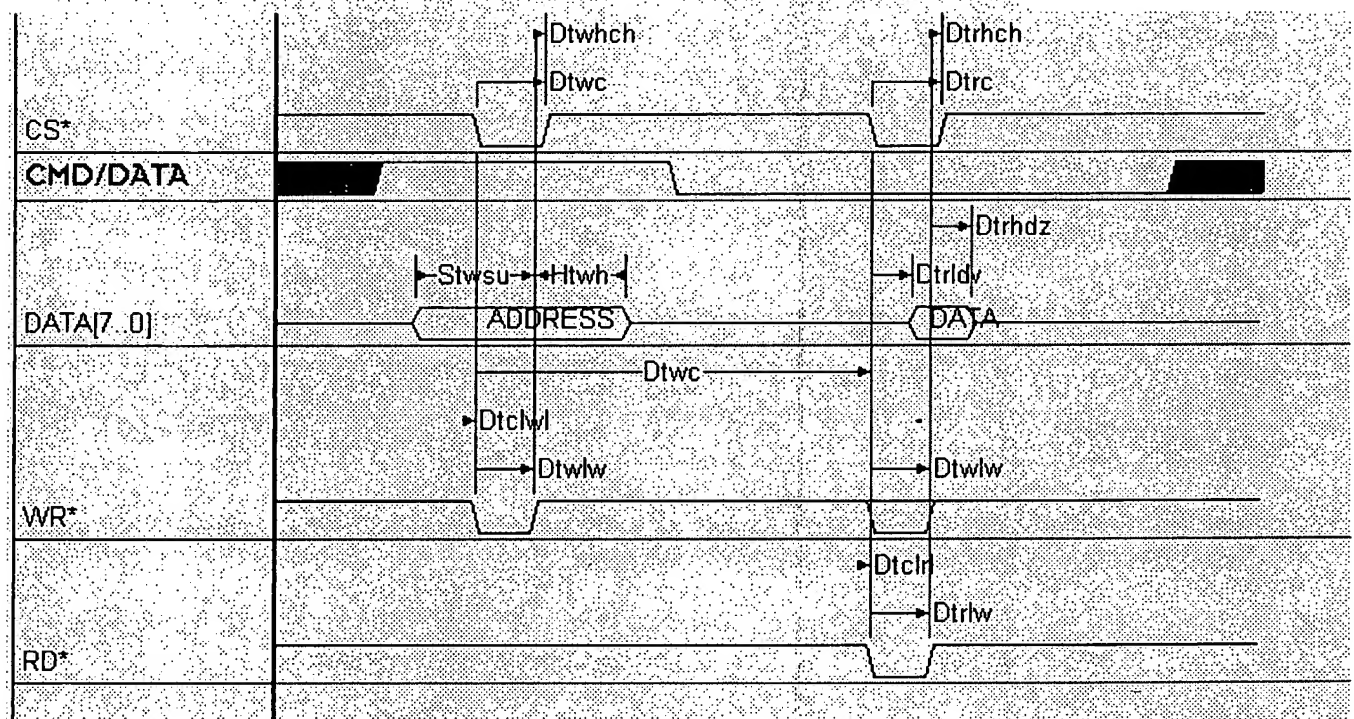 Dtwhch Dtrhch
Dtwc Dtrc
CS*
CMD/DATA
Dtrhdz
Stwsu Htwh Dtrldv
DATA[7..0] ADDRESS DATA
Dtwc
Dtclwl
Dtwlw Dtwlw
WR*
Dtclrl
Dtrlw
RD*